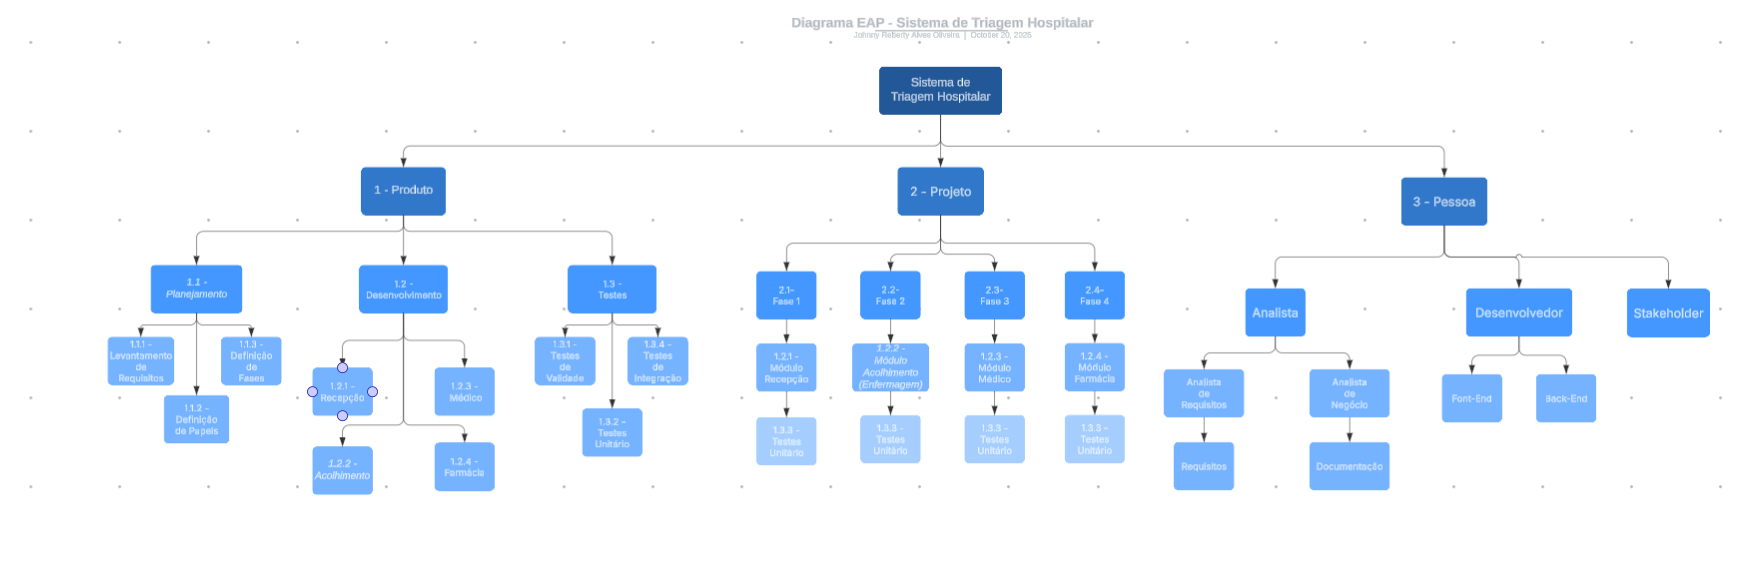 Diagrama EAP - Sistema de Triagem Hospitalar
Johnny Roberty Alves Oliveira | October 20, 2025
Sistema de
Triagem Hospitalar
1 - Produto
2 - Projeto
3 - Pessoa
1.1 -
Planejamento
1.2 -
Desenvolvimento
1.3 -
Testes
2.1-
Fase 1
2.2-
Fase 2
2.3-
Fase 3
2.4-
Fase 4
Analista
Desenvolvedor
Stakeholder
1.1.1 -
Levantamento
de
Requisitos
1.1.3 -
Definição
de
Fases
1.1.2 -
Definição
de Papeis
1.2.1 -
Recepção
1.2.3 -
Médico
1.2.2 -
Acolhimento
1.2.4 -
Farmácia
1.3.1 -
Testes
de
Validade
1.3.4 -
Testes
de
Integração
1.3.2 -
Testes
Unitário
1.2.1 -
Módulo
Recepção
1.2.2 -
Módulo
Acolhimento
(Enfermagem)
1.2.3 -
Módulo
Médico
1.2.4 -
Módulo
Farmácia
1.3.3 -
Testes
Unitário
1.3.3 -
Testes
Unitário
1.3.3 -
Testes
Unitário
1.3.3 -
Testes
Unitário
Analista
de
Requisitos
Analista
de
Negócio
Font-End
Back-End
Requisitos
Documentação